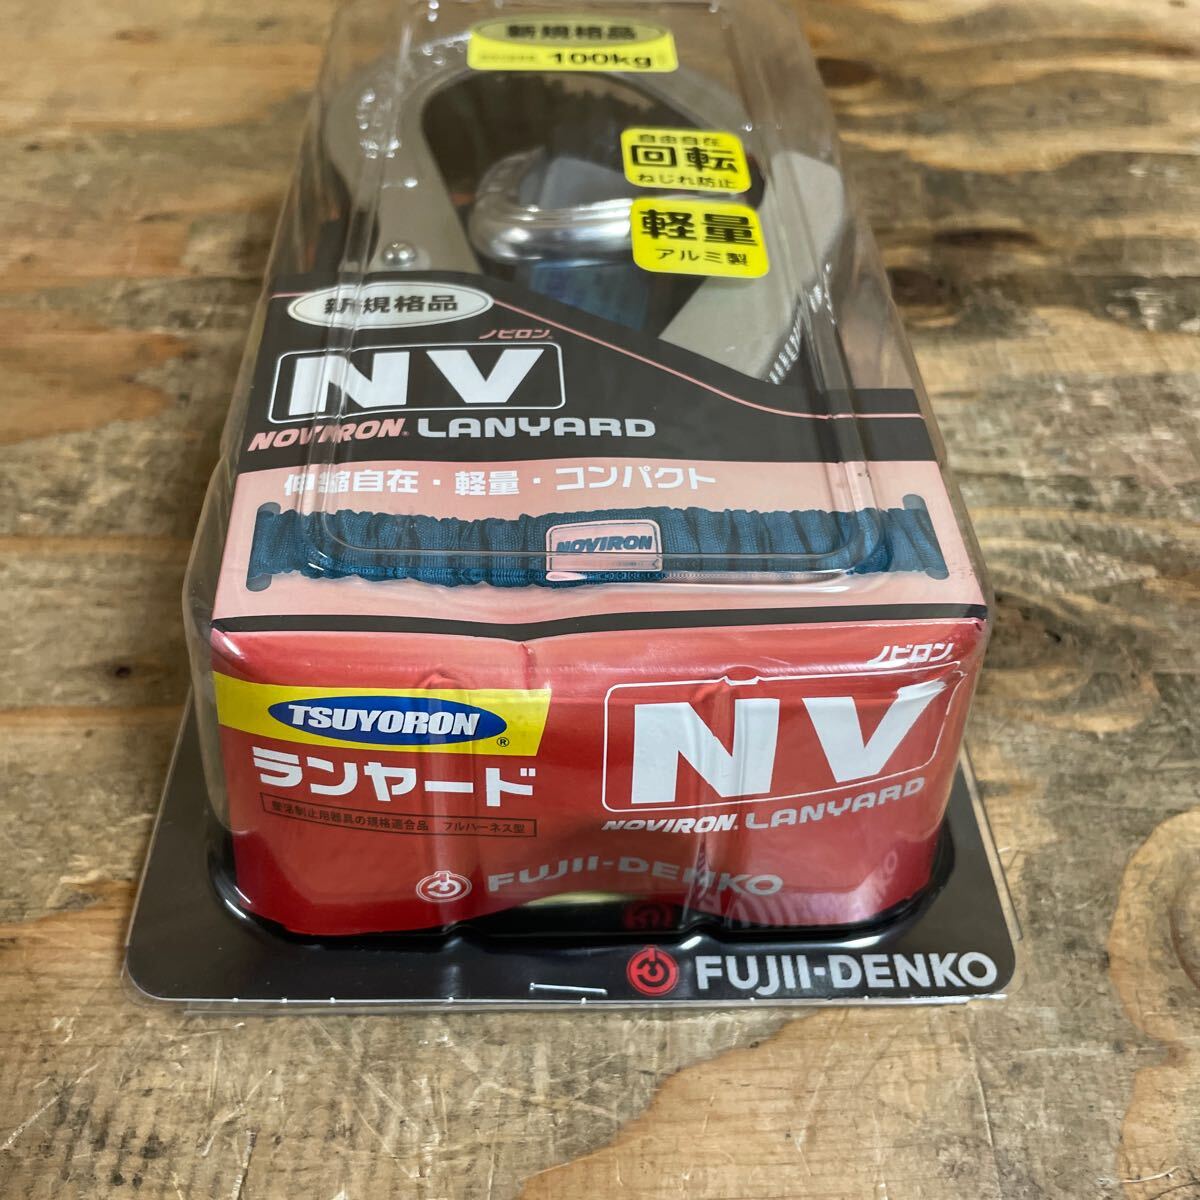 新規格品
100kg
自由自在
回転
ねじれ防止
軽量
アルミ製
新規格品
ノビロン
NV
NOVIRON® LANYARD
伸縮自在・軽量・コンパクト
NOVIRON
ノビロン
TSUYORON®
NV
ランヤード
NOVIRON. LANYARD
墜落制止用器具の規格適合品 フルハーネス型
FUJII-DENKO
FUJII-DENKO